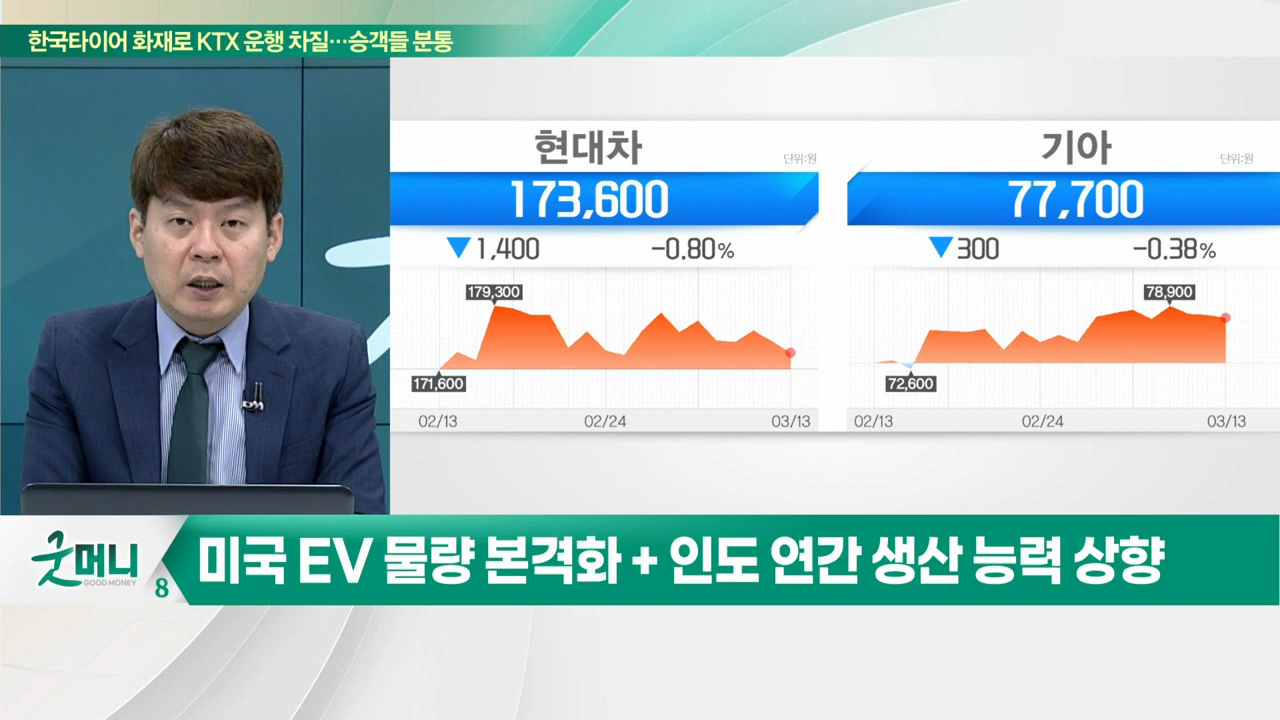 한국타이어 화재로 KTX 운행 차질…승객들 분통
현대차
단위:원
173,600
▼1,400 -0.80%
179,300
171,600
02/13 02/24 03/13
기아
단위:원
77,700
▼300 -0.38%
78,900
72,600
02/13 02/24 03/13
굿머니
GOOD MONEY
8
미국 EV 물량 본격화 + 인도 연간 생산 능력 상향